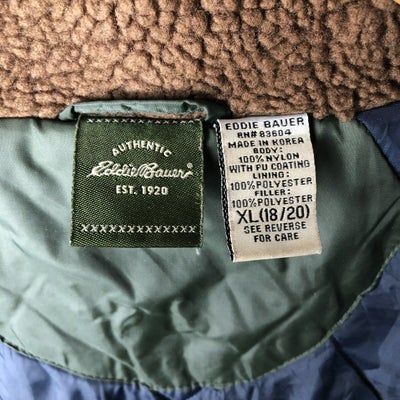 AUTHENTIC
Eddie Bauer®
EST. 1920
EDDIE BAUER
RN# 83604
MADE IN KOREA
BODY:
100% NYLON
WITH PU COATING
LINING:
100% POLYESTER
FILLER:
100% POLYESTER
XL(18/20)
SEE REVERSE
FOR CARE